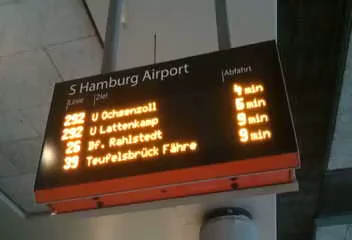 S Hamburg Airport
Linie Ziel Abfahrt
292 U Ochsenzoll 4 min
292 U Lattenkamp 6 min
26 Bf. Rahlstedt 9 min
39 Teufelsbrück Fähre 9 min